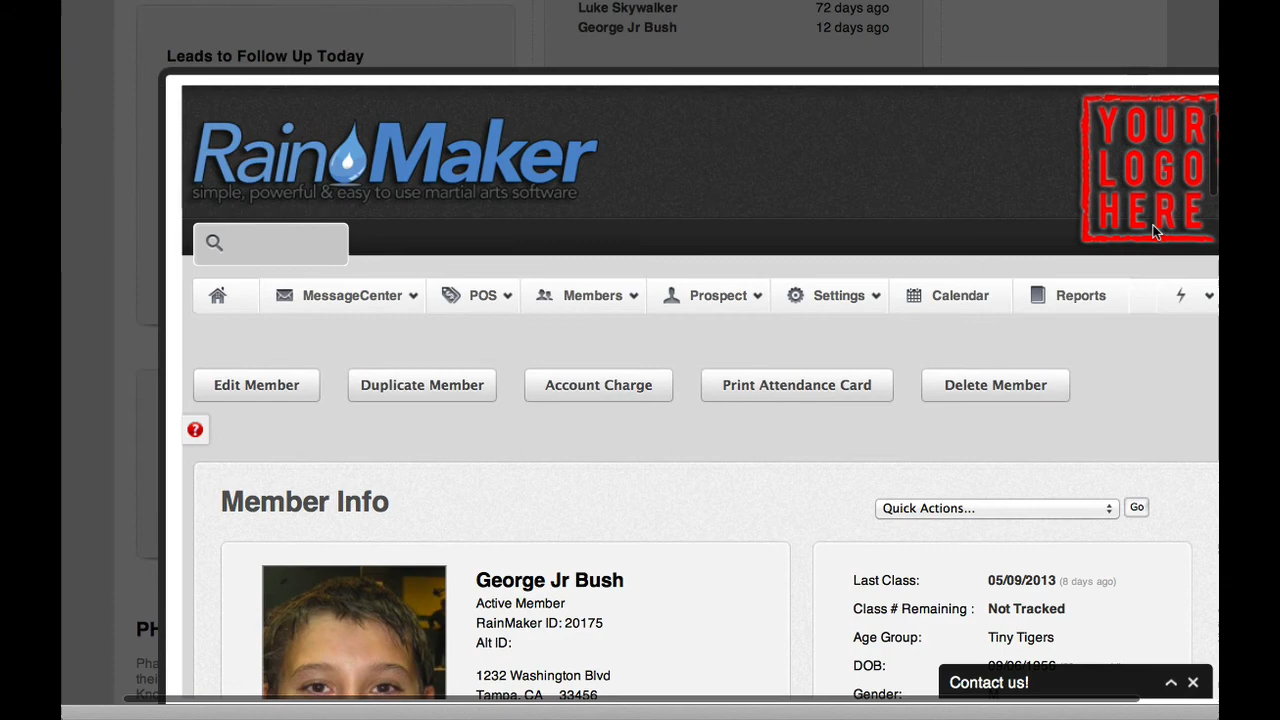 Luke Skywalker 72 days ago
George Jr Bush 12 days ago
Leads to Follow Up Today
RainMaker
simple, powerful & easy to use martial arts software
YOUR
LOGO
HERE
MessageCenter POS Members Prospect Settings Calendar Reports
Edit Member Duplicate Member Account Charge Print Attendance Card Delete Member
?
Member Info
Quick Actions... Go
George Jr Bush
Active Member
RainMaker ID: 20175
Alt ID:
1232 Washington Blvd
Tampa, CA 33456
Last Class: 05/09/2013 (8 days ago)
Class # Remaining : Not Tracked
Age Group: Tiny Tigers
DOB:
Gender:
Contact us!
PH
Pha
thei
Kno